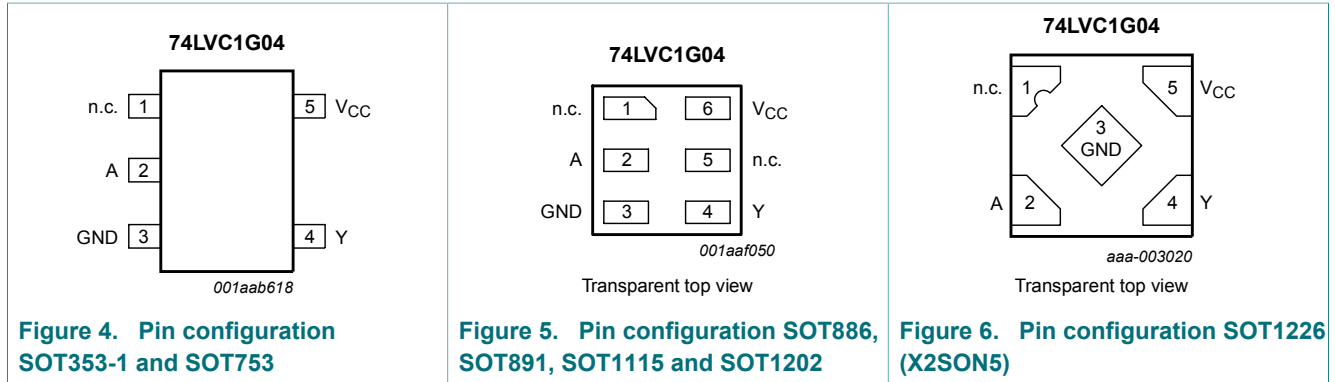 74LVC1G04
n.c. 1
5 VCC
A 2
GND 3
4 Y
001aab618
Figure 4. Pin configuration
SOT353-1 and SOT753
74LVC1G04
n.c. 1 6 VCC
A 2 5 n.c.
GND 3 4 Y
001aaf050
Transparent top view
Figure 5. Pin configuration SOT886,
SOT891, SOT1115 and SOT1202
74LVC1G04
n.c. 1 5 VCC
3
GND
A 2 4 Y
aaa-003020
Transparent top view
Figure 6. Pin configuration SOT1226
(X2SON5)